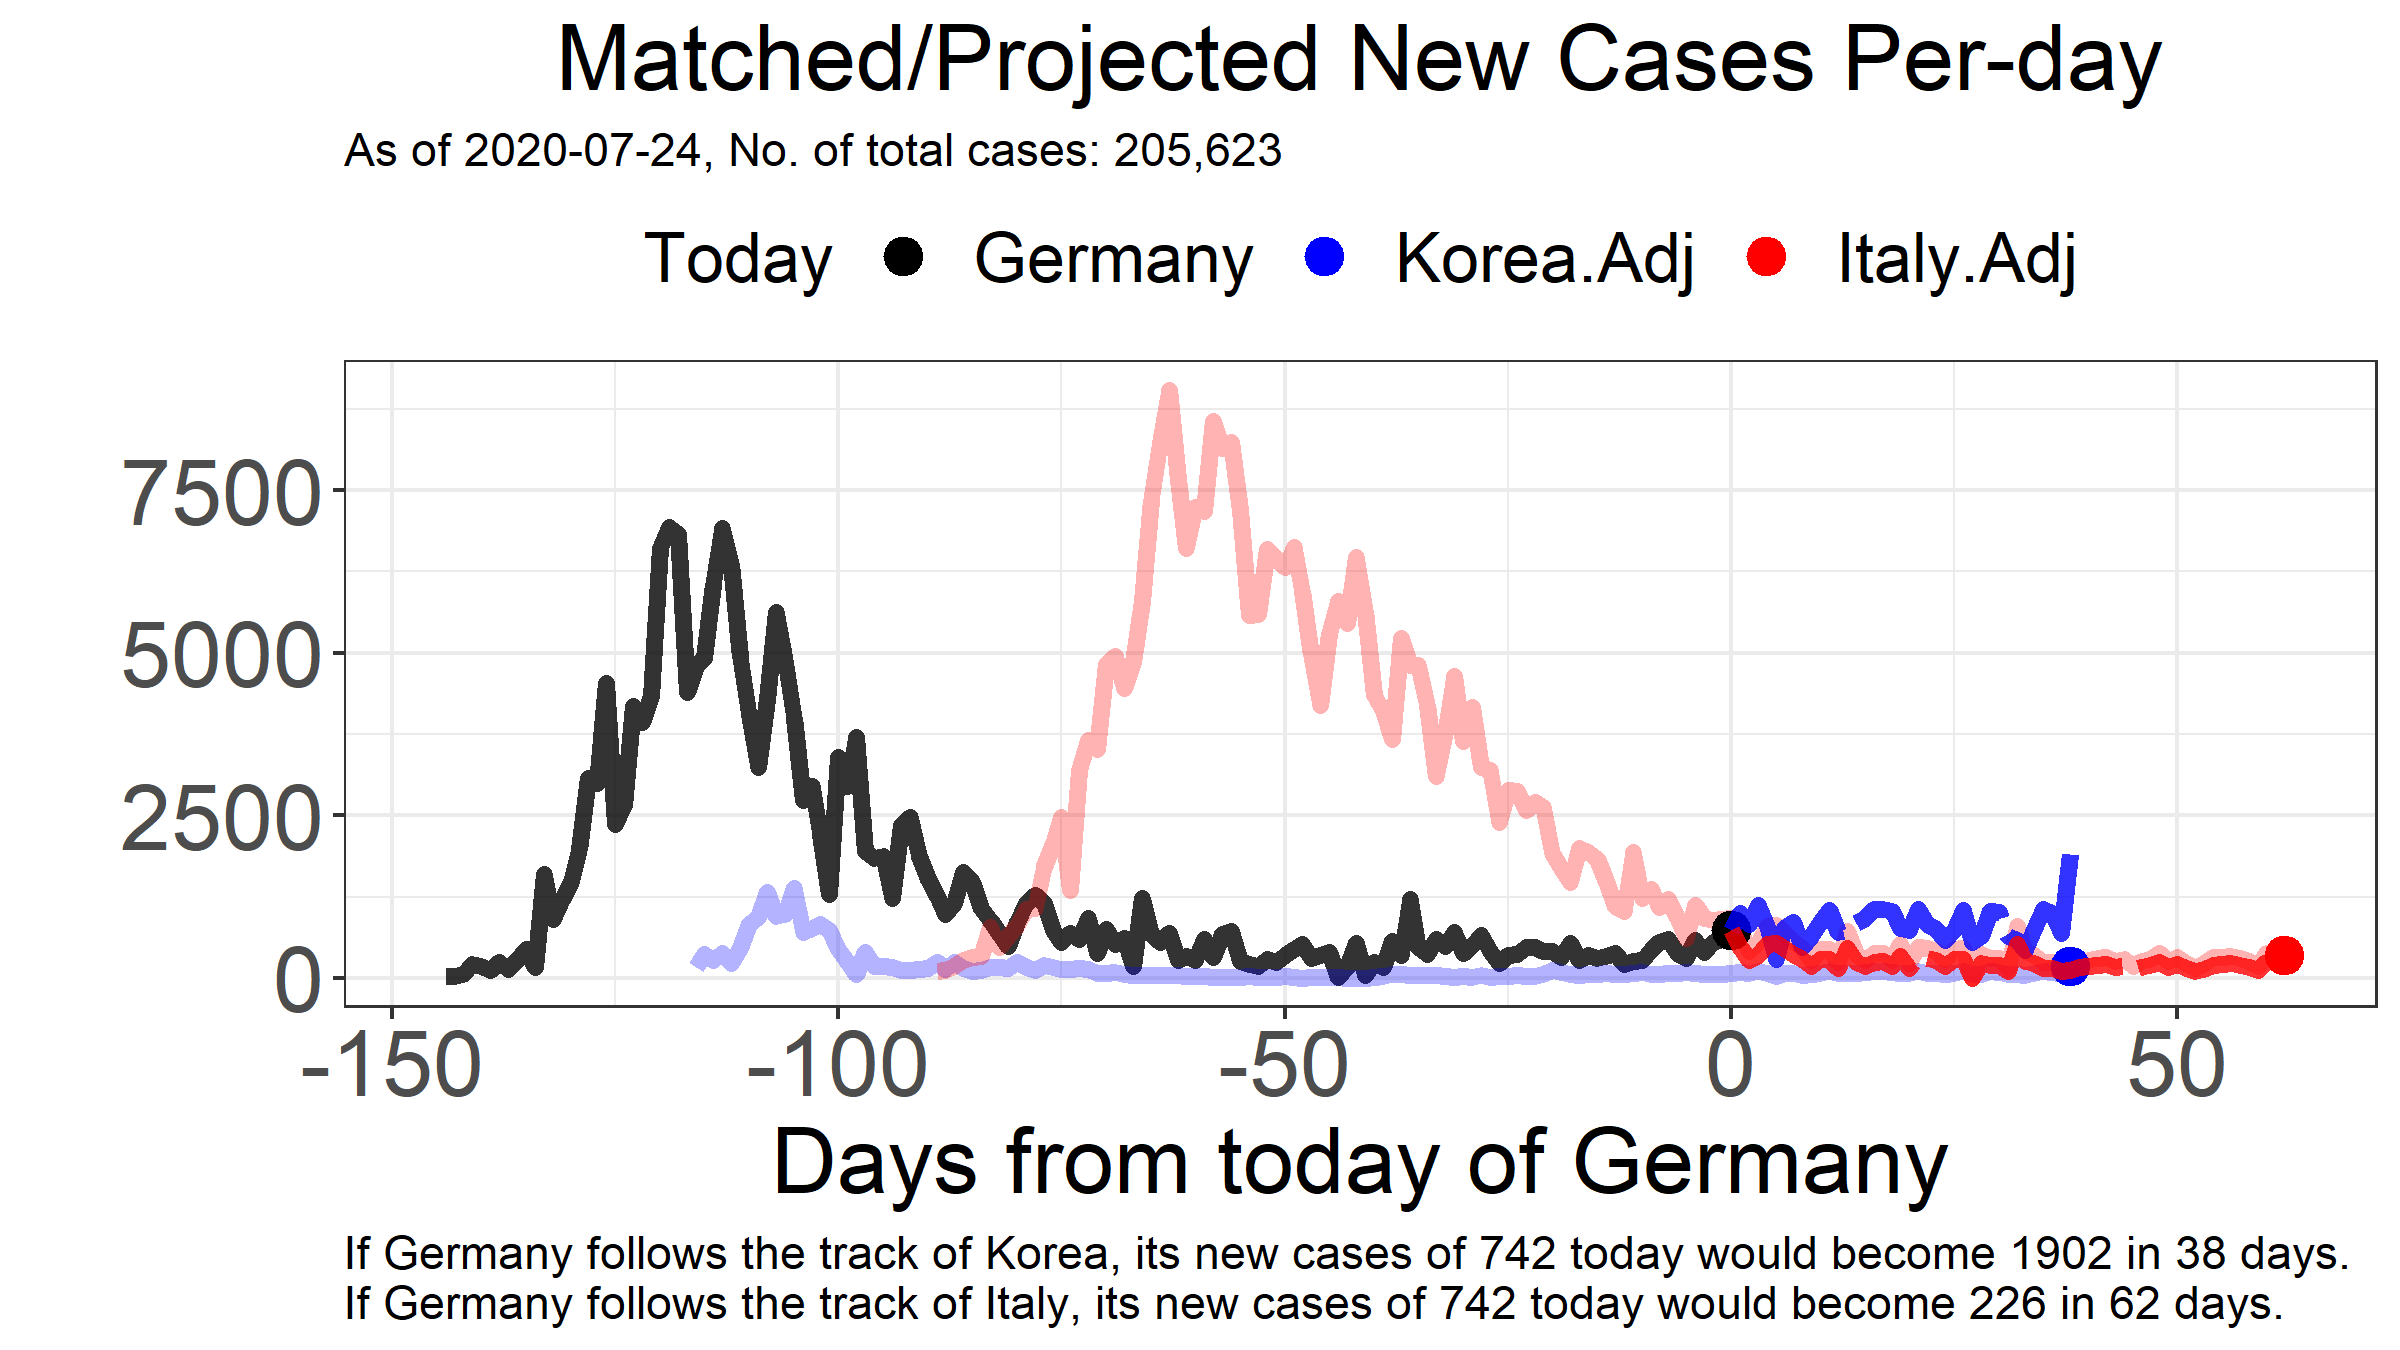 Matched/Projected New Cases Per-day
As of 2020-07-24, No. of total cases: 205,623
Today Germany Korea.Adj Italy.Adj
7500
5000
2500
0
-150 -100 -50 0 50
Days from today of Germany
If Germany follows the track of Korea, its new cases of 742 today would become 1902 in 38 days.
If Germany follows the track of Italy, its new cases of 742 today would become 226 in 62 days.